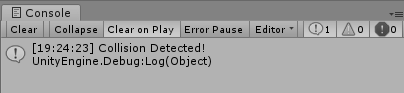 Console
Clear Collapse Clear on Play Error Pause Editor 1 0 0
[19:24:23] Collision Detected!
UnityEngine.Debug:Log(Object)